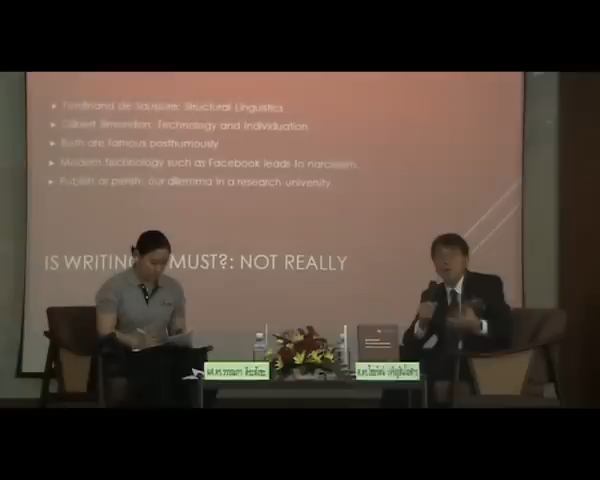 Ferdinand de Saussure: Structural Linguistics
Gilbert Simondon: Technology and Individuation
Both are famous posthumously
Modern technology such as Facebook leads to narcissism.
Publish or perish: our dilemma in a research university
IS WRITING MUST?: NOT REALLY